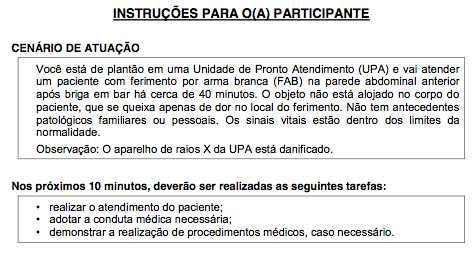 INSTRUÇÕES PARA O(A) PARTICIPANTE
CENÁRIO DE ATUAÇÃO
Você está de plantão em uma Unidade de Pronto Atendimento (UPA) e vai atender
um paciente com ferimento por arma branca (FAB) na parede abdominal anterior
após briga em bar há cerca de 40 minutos. O objeto não está alojado no corpo do
paciente, que se queixa apenas de dor no local do ferimento. Não tem antecedentes
patológicos familiares ou pessoais. Os sinais vitais estão dentro dos limites da
normalidade.
Observação: O aparelho de raios X da UPA está danificado.
Nos próximos 10 minutos, deverão ser realizadas as seguintes tarefas:
• realizar o atendimento do paciente;
• adotar a conduta médica necessária;
• demonstrar a realização de procedimentos médicos, caso necessário.